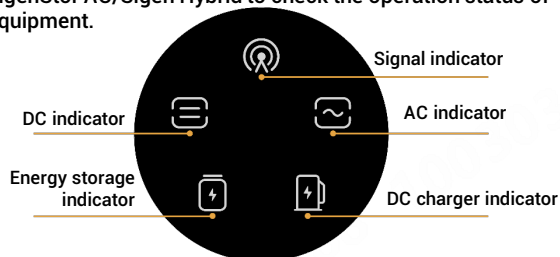 SigenStor AC/Sigen Hybrid to check the operation status of
equipment.
Signal indicator
DC indicator
AC indicator
Energy storage
indicator
DC charger indicator